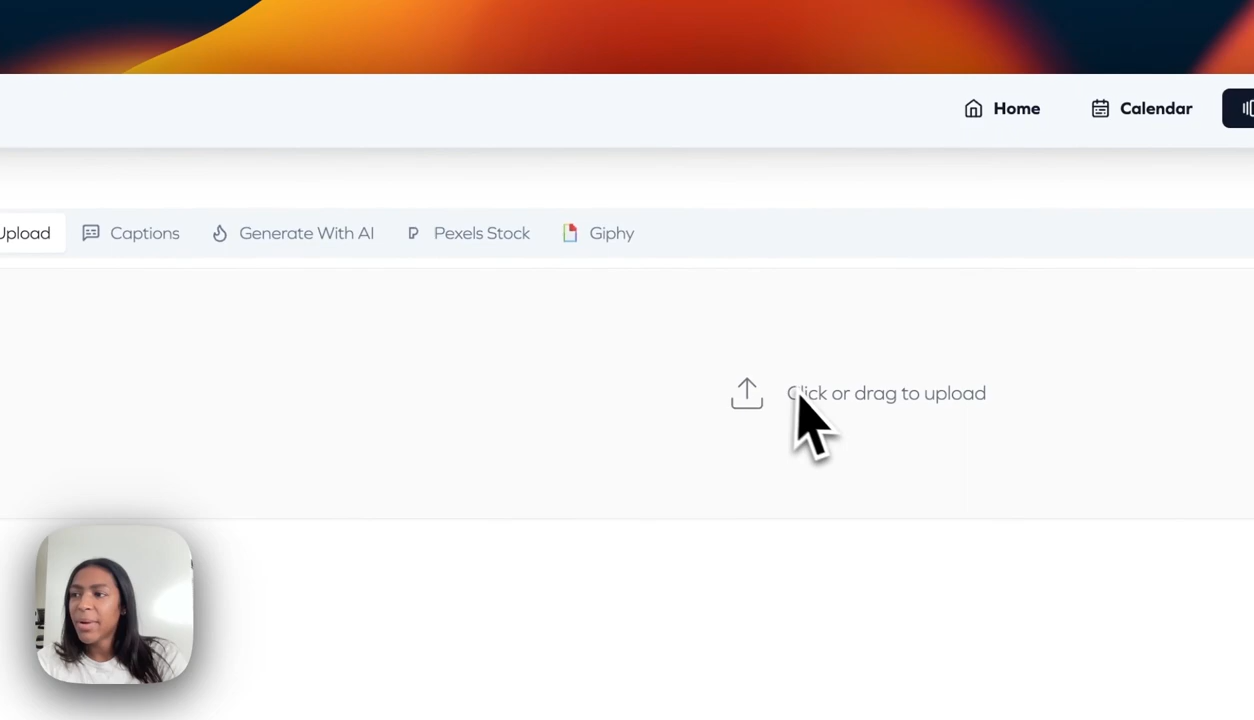 Home Calendar
Upload Captions Generate With AI Pexels Stock Giphy
Click or drag to upload